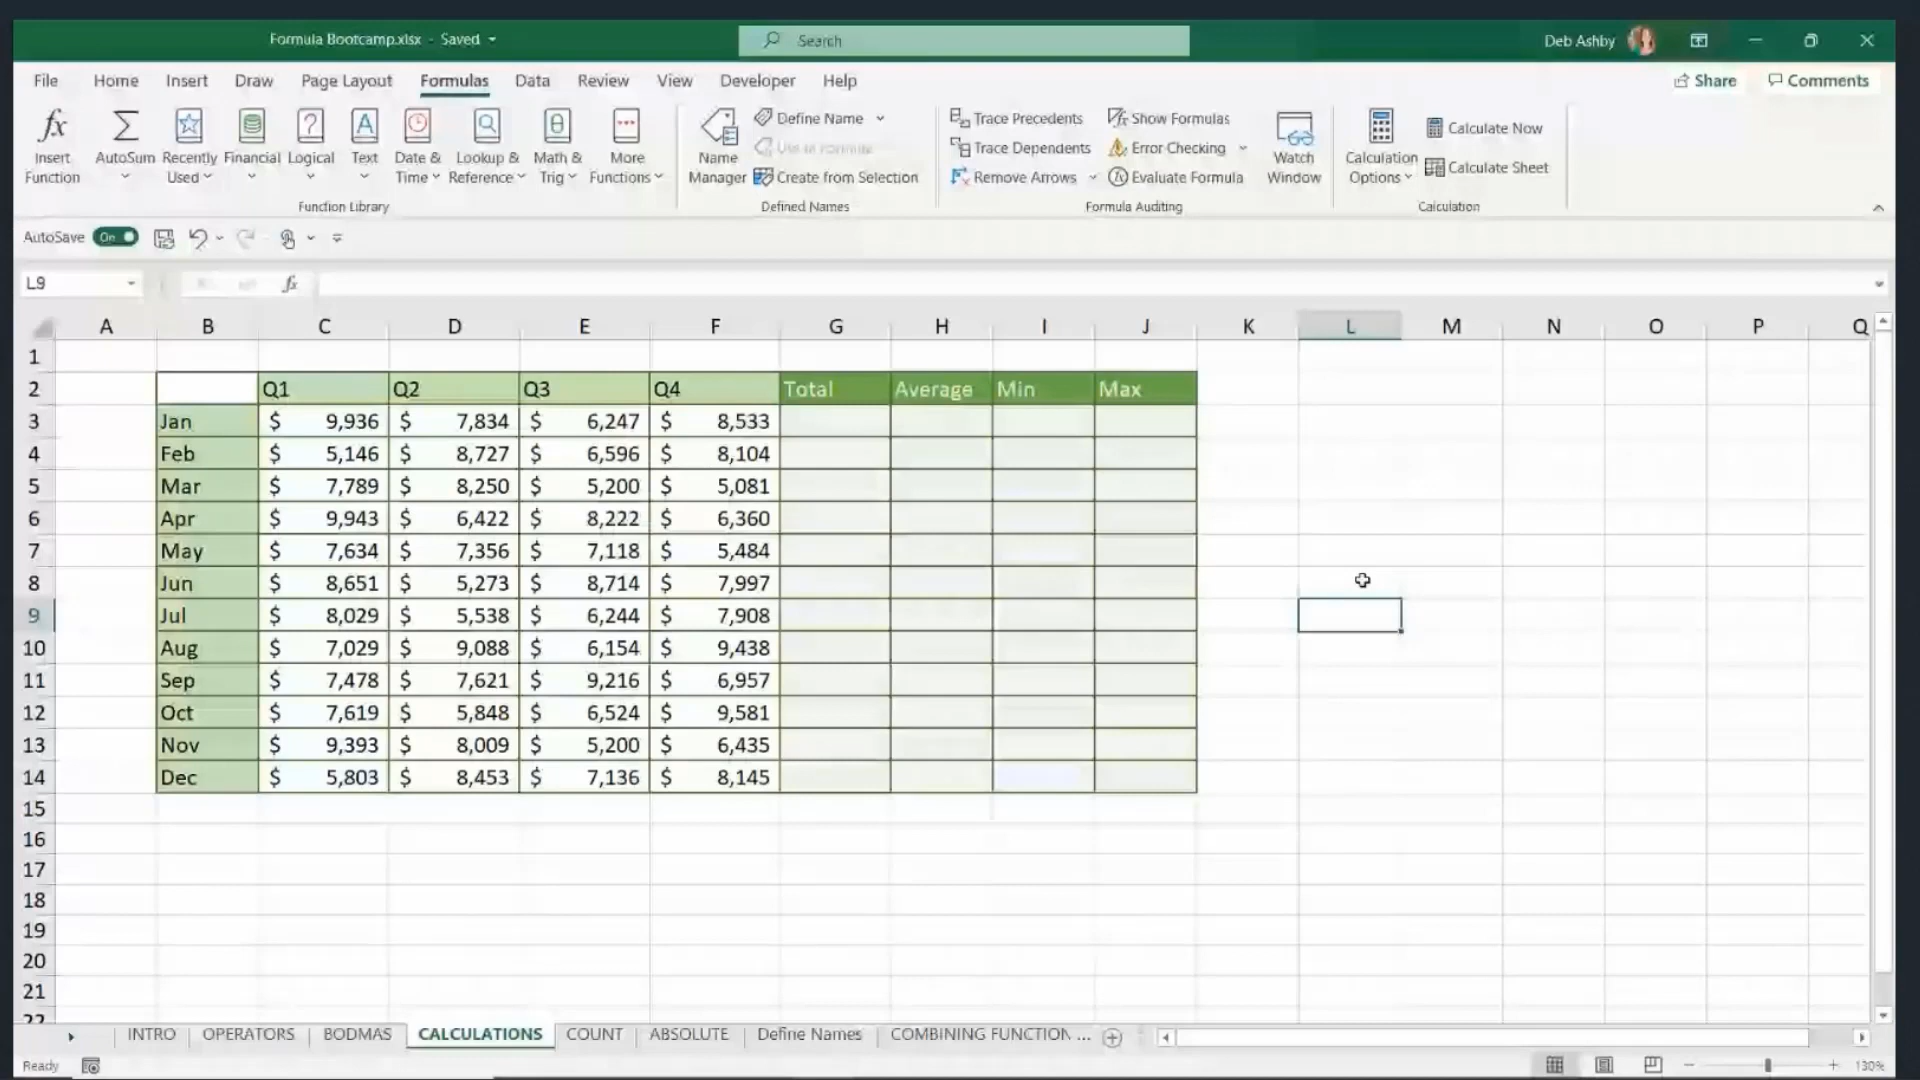 Formula Bootcamp.xlsx - Saved
Search
Deb Ashby
File Home Insert Draw Page Layout Formulas Data Review View Developer Help
Share Comments
Insert Function
AutoSum
Recently Used
Financial
Logical
Text
Date & Time
Lookup & Reference
Math & Trig
More Functions
Function Library
Name Manager
Define Name
Use in Formula
Create from Selection
Defined Names
Trace Precedents
Trace Dependents
Remove Arrows
Show Formulas
Error Checking
Evaluate Formula
Formula Auditing
Watch Window
Calculation Options
Calculate Now
Calculate Sheet
Calculation
AutoSave On
L9 fx
A B C D E F G H I J K L M N O P Q
1
2 Q1 Q2 Q3 Q4 Total Average Min Max
3 Jan $ 9,936 $ 7,834 $ 6,247 $ 8,533
4 Feb $ 5,146 $ 8,727 $ 6,596 $ 8,104
5 Mar $ 7,789 $ 8,250 $ 5,200 $ 5,081
6 Apr $ 9,943 $ 6,422 $ 8,222 $ 6,360
7 May $ 7,634 $ 7,356 $ 7,118 $ 5,484
8 Jun $ 8,651 $ 5,273 $ 8,714 $ 7,997
9 Jul $ 8,029 $ 5,538 $ 6,244 $ 7,908
10 Aug $ 7,029 $ 9,088 $ 6,154 $ 9,438
11 Sep $ 7,478 $ 7,621 $ 9,216 $ 6,957
12 Oct $ 7,619 $ 5,848 $ 6,524 $ 9,581
13 Nov $ 9,393 $ 8,009 $ 5,200 $ 6,435
14 Dec $ 5,803 $ 8,453 $ 7,136 $ 8,145
15
16
17
18
19
20
21
22
INTRO OPERATORS BODMAS CALCULATIONS COUNT ABSOLUTE Define Names COMBINING FUNCTION ...
Ready 130%